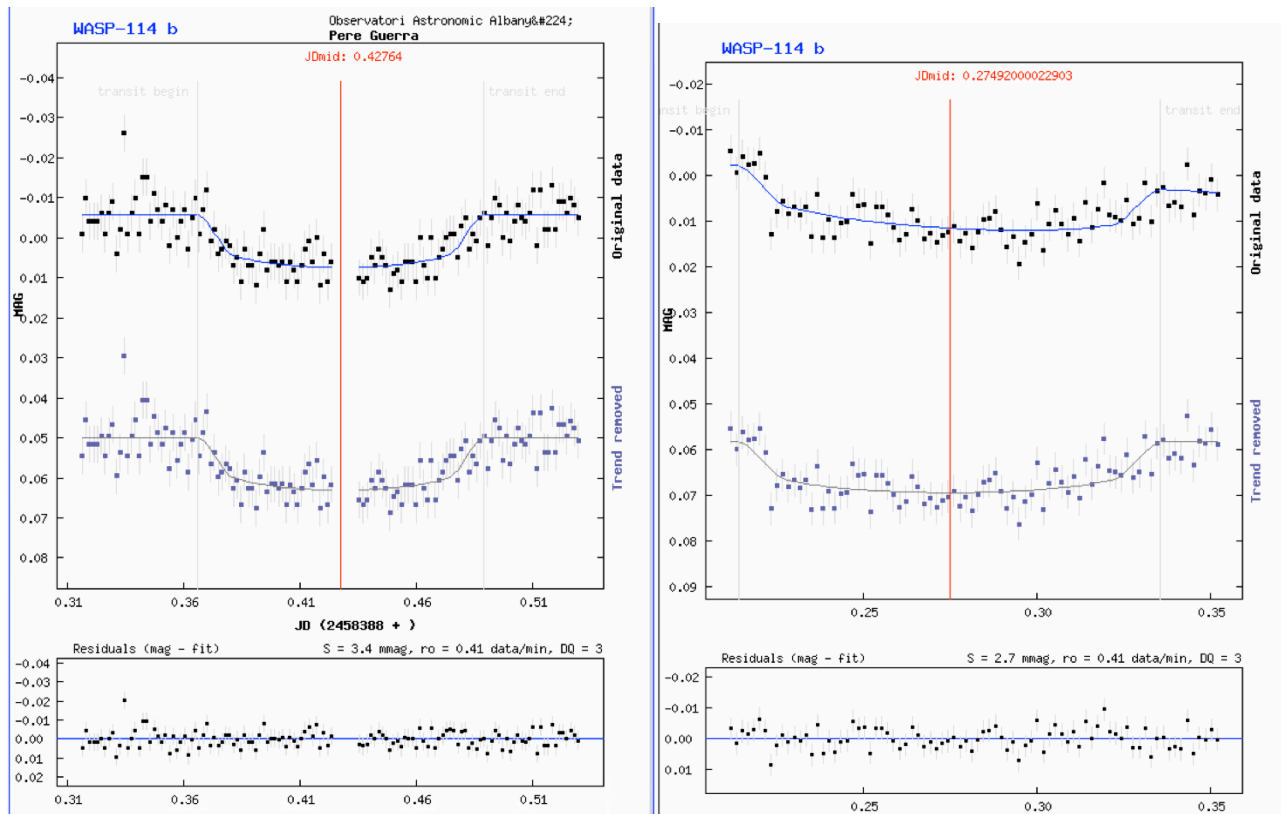 WASP-114 b
Observatori Astronomic Albany&#224;
Pere Guerra
JDmid: 0.42764
transit begin
transit end
-0.04
-0.03
-0.02
-0.01
0.00
0.01
0.02
0.03
0.04
0.05
0.06
0.07
0.08
MAG
Original data
Trend removed
0.31
0.36
0.41
0.46
0.51
JD (2458388 + )
Residuals (mag - fit)
S = 3.4 mmag, ro = 0.41 data/min, DQ = 3
-0.04
-0.03
-0.02
-0.01
0.00
0.01
0.02
0.31
0.36
0.41
0.46
0.51
WASP-114 b
JDmid: 0.27492000022903
nsit begin
transit end
-0.02
-0.01
0.00
0.01
0.02
0.03
0.04
0.05
0.06
0.07
0.08
0.09
MAG
Original data
Trend removed
0.25
0.30
0.35
Residuals (mag - fit)
S = 2.7 mmag, ro = 0.41 data/min, DQ = 3
-0.02
-0.01
0.00
0.01
0.25
0.30
0.35